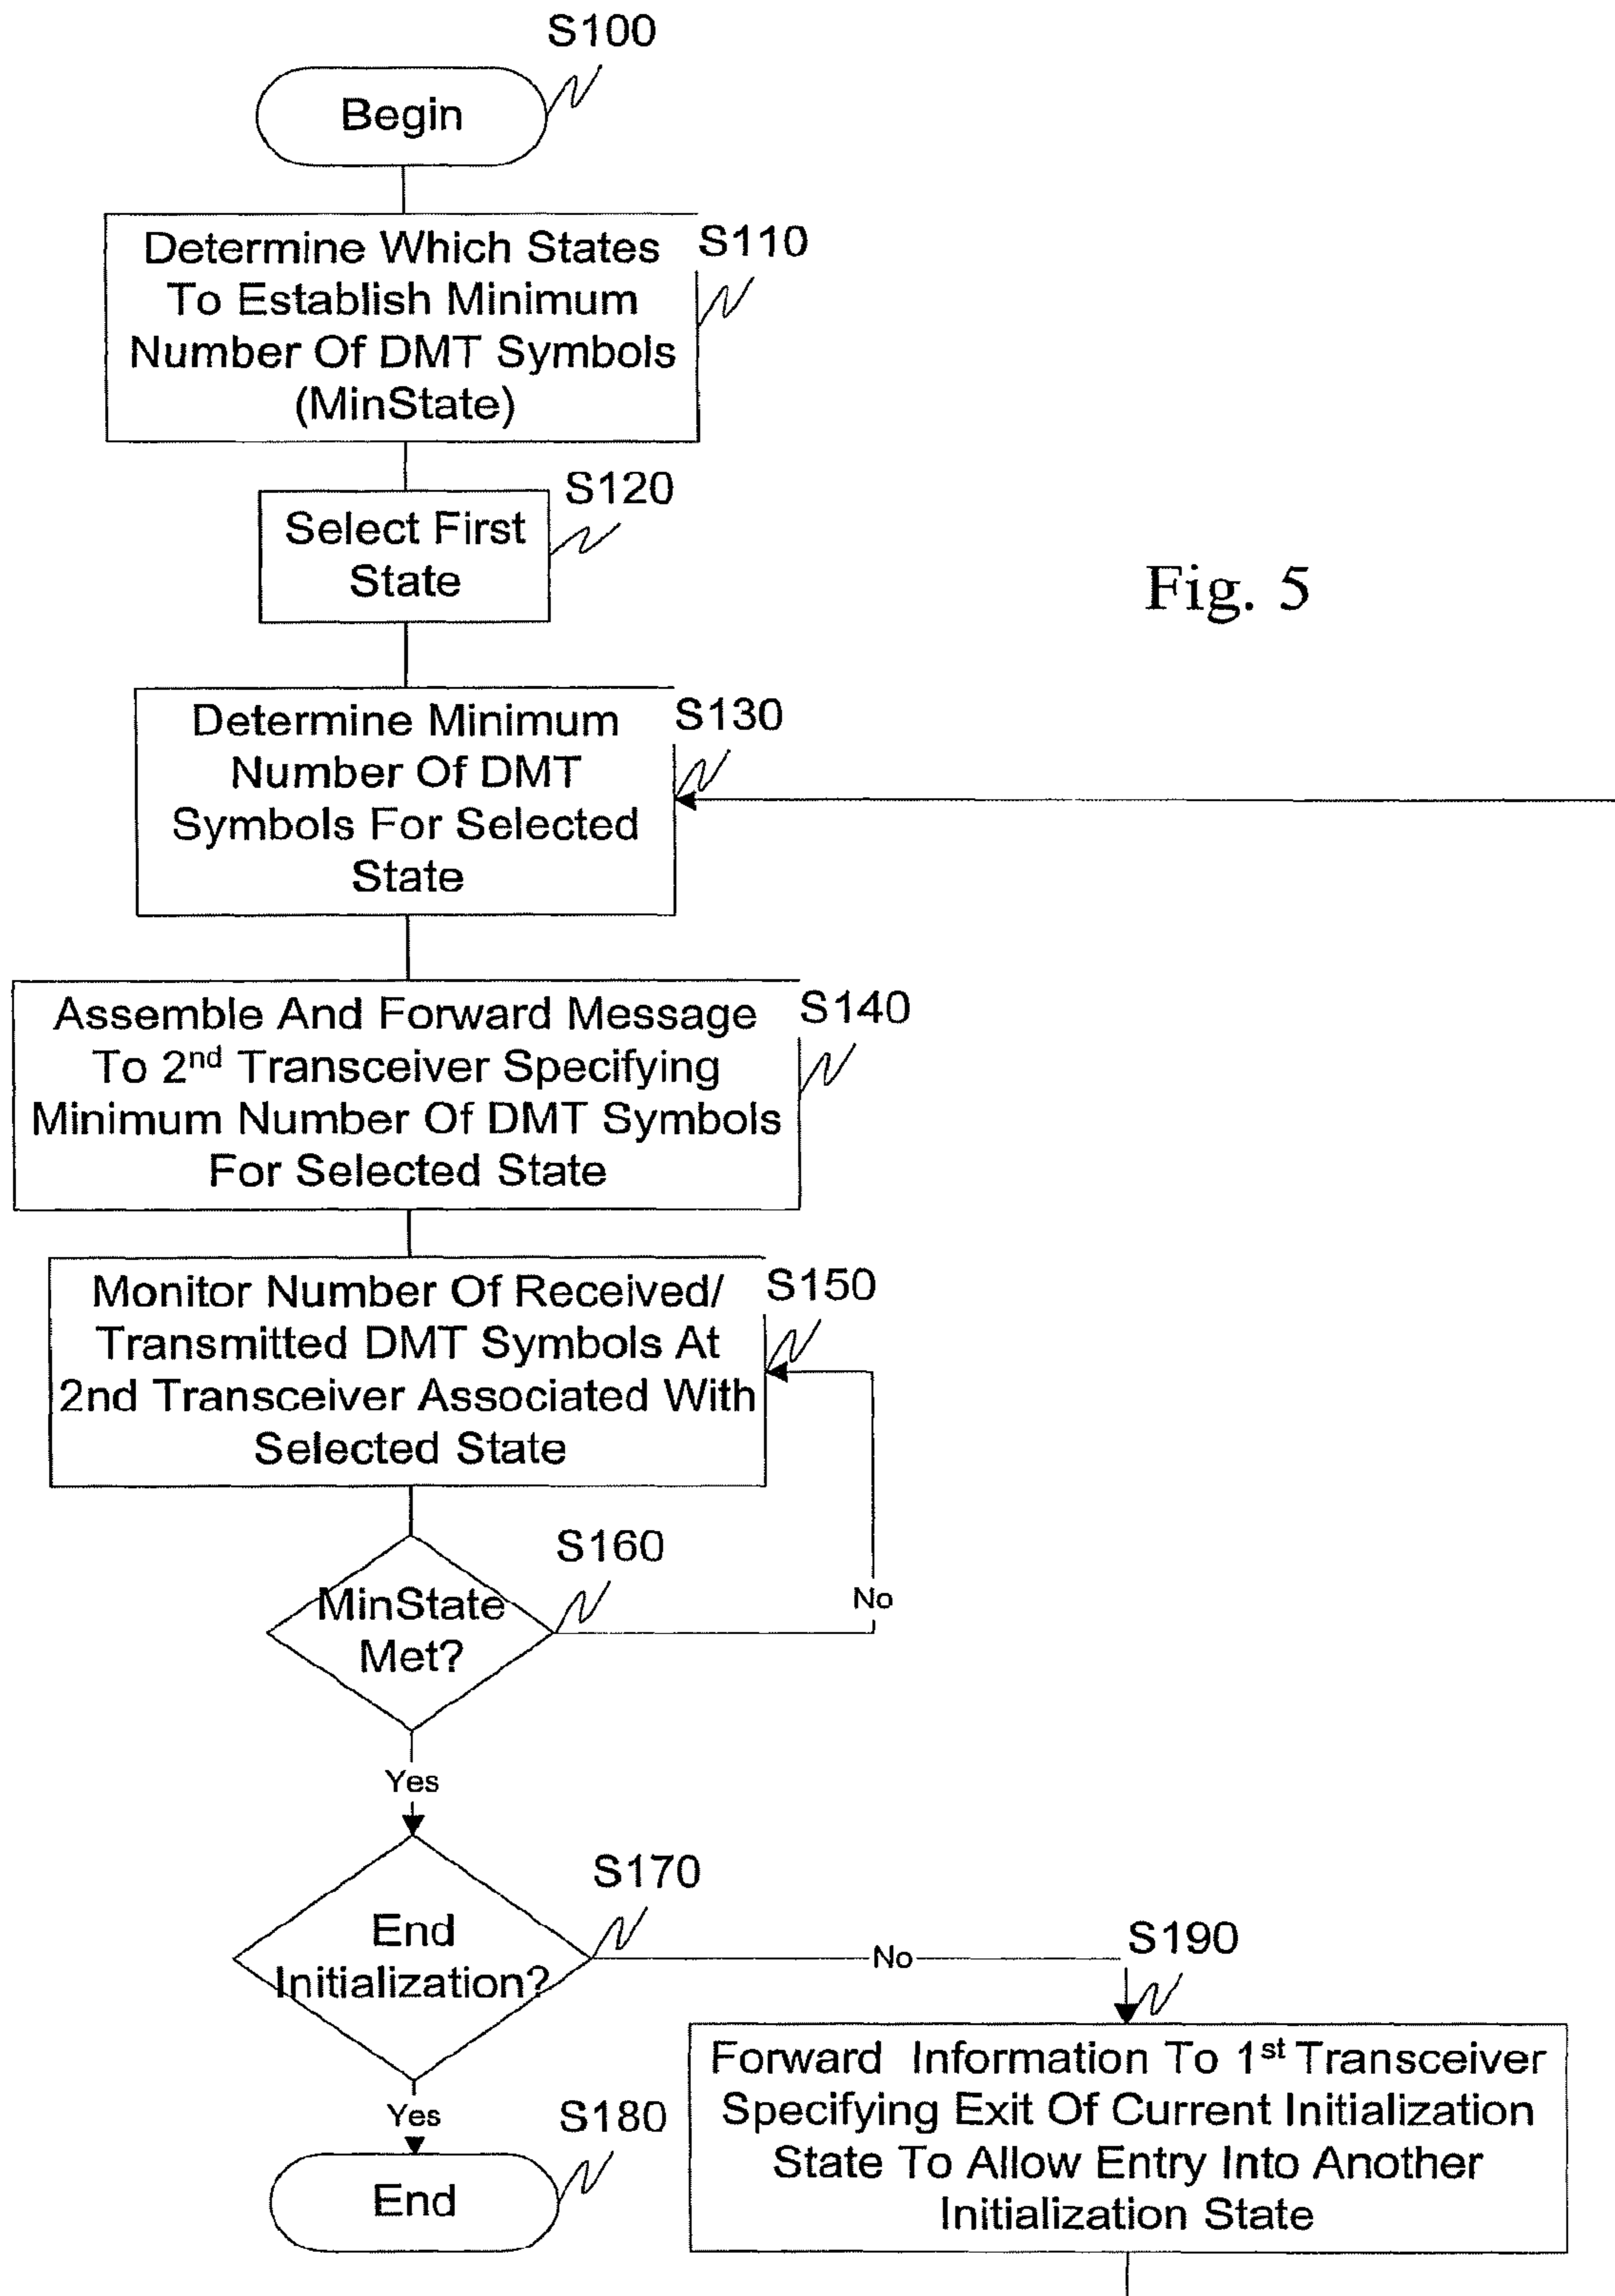 S100
Begin
S110
Determine Which States
To Establish Minimum
Number Of DMT Symbols
(MinState)
S120
Select First
State
Fig. 5
S130
Determine Minimum
Number Of DMT
Symbols For Selected
State
S140
Assemble And Forward Message
To 2nd Transceiver Specifying
Minimum Number Of DMT Symbols
For Selected State
S150
Monitor Number Of Received/
Transmitted DMT Symbols At
2nd Transceiver Associated With
Selected State
S160
MinState
Met?
No
Yes
S170
End
Initialization?
No
S190
Yes
S180
End
Forward Information To 1st Transceiver
Specifying Exit Of Current Initialization
State To Allow Entry Into Another
Initialization State